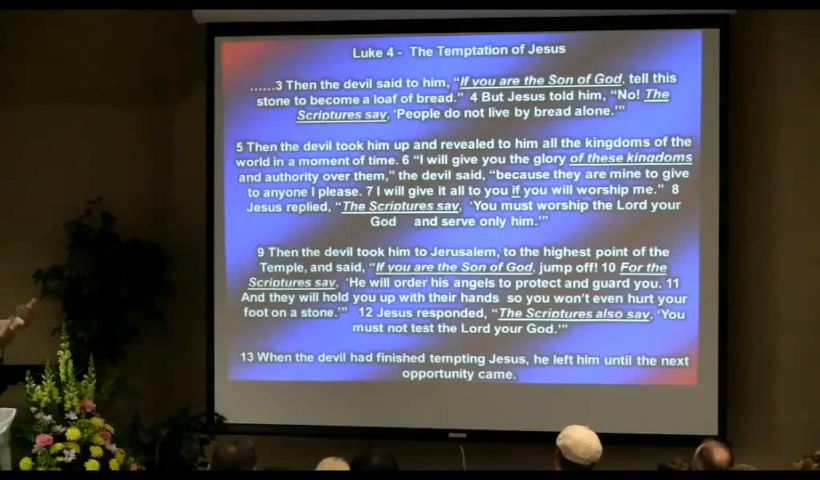 Luke 4 - The Temptation of Jesus
......3 Then the devil said to him, “If you are the Son of God, tell this
stone to become a loaf of bread.” 4 But Jesus told him, “No! The
Scriptures say, ‘People do not live by bread alone.’”
5 Then the devil took him up and revealed to him all the kingdoms of the
world in a moment of time. 6 “I will give you the glory of these kingdoms
and authority over them,” the devil said, “because they are mine to give
to anyone I please. 7 I will give it all to you if you will worship me.” 8
Jesus replied, “The Scriptures say, ‘You must worship the Lord your
God and serve only him.’”
9 Then the devil took him to Jerusalem, to the highest point of the
Temple, and said, “If you are the Son of God, jump off! 10 For the
Scriptures say, ‘He will order his angels to protect and guard you. 11
And they will hold you up with their hands so you won’t even hurt your
foot on a stone.’” 12 Jesus responded, “The Scriptures also say, ‘You
must not test the Lord your God.’”
13 When the devil had finished tempting Jesus, he left him until the next
opportunity came.